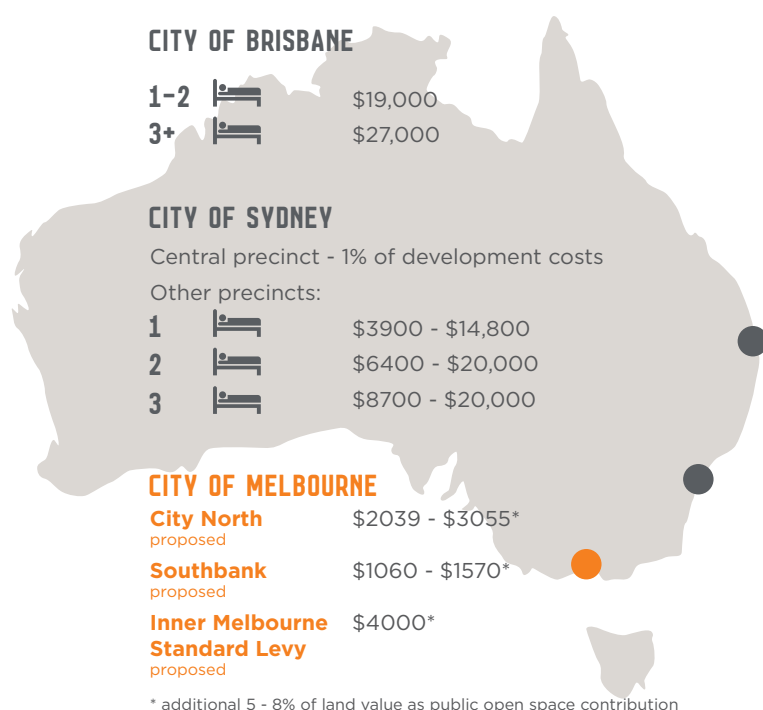 CITY OF BRISBANE
1-2 $19,000
3+ $27,000
CITY OF SYDNEY
Central precinct - 1% of development costs
Other precincts:
1 $3900 - $14,800
2 $6400 - $20,000
3 $8700 - $20,000
CITY OF MELBOURNE
City North $2039 - $3055*
proposed
Southbank $1060 - $1570*
proposed
Inner Melbourne $4000*
Standard Levy
proposed
* additional 5 - 8% of land value as public open space contribution